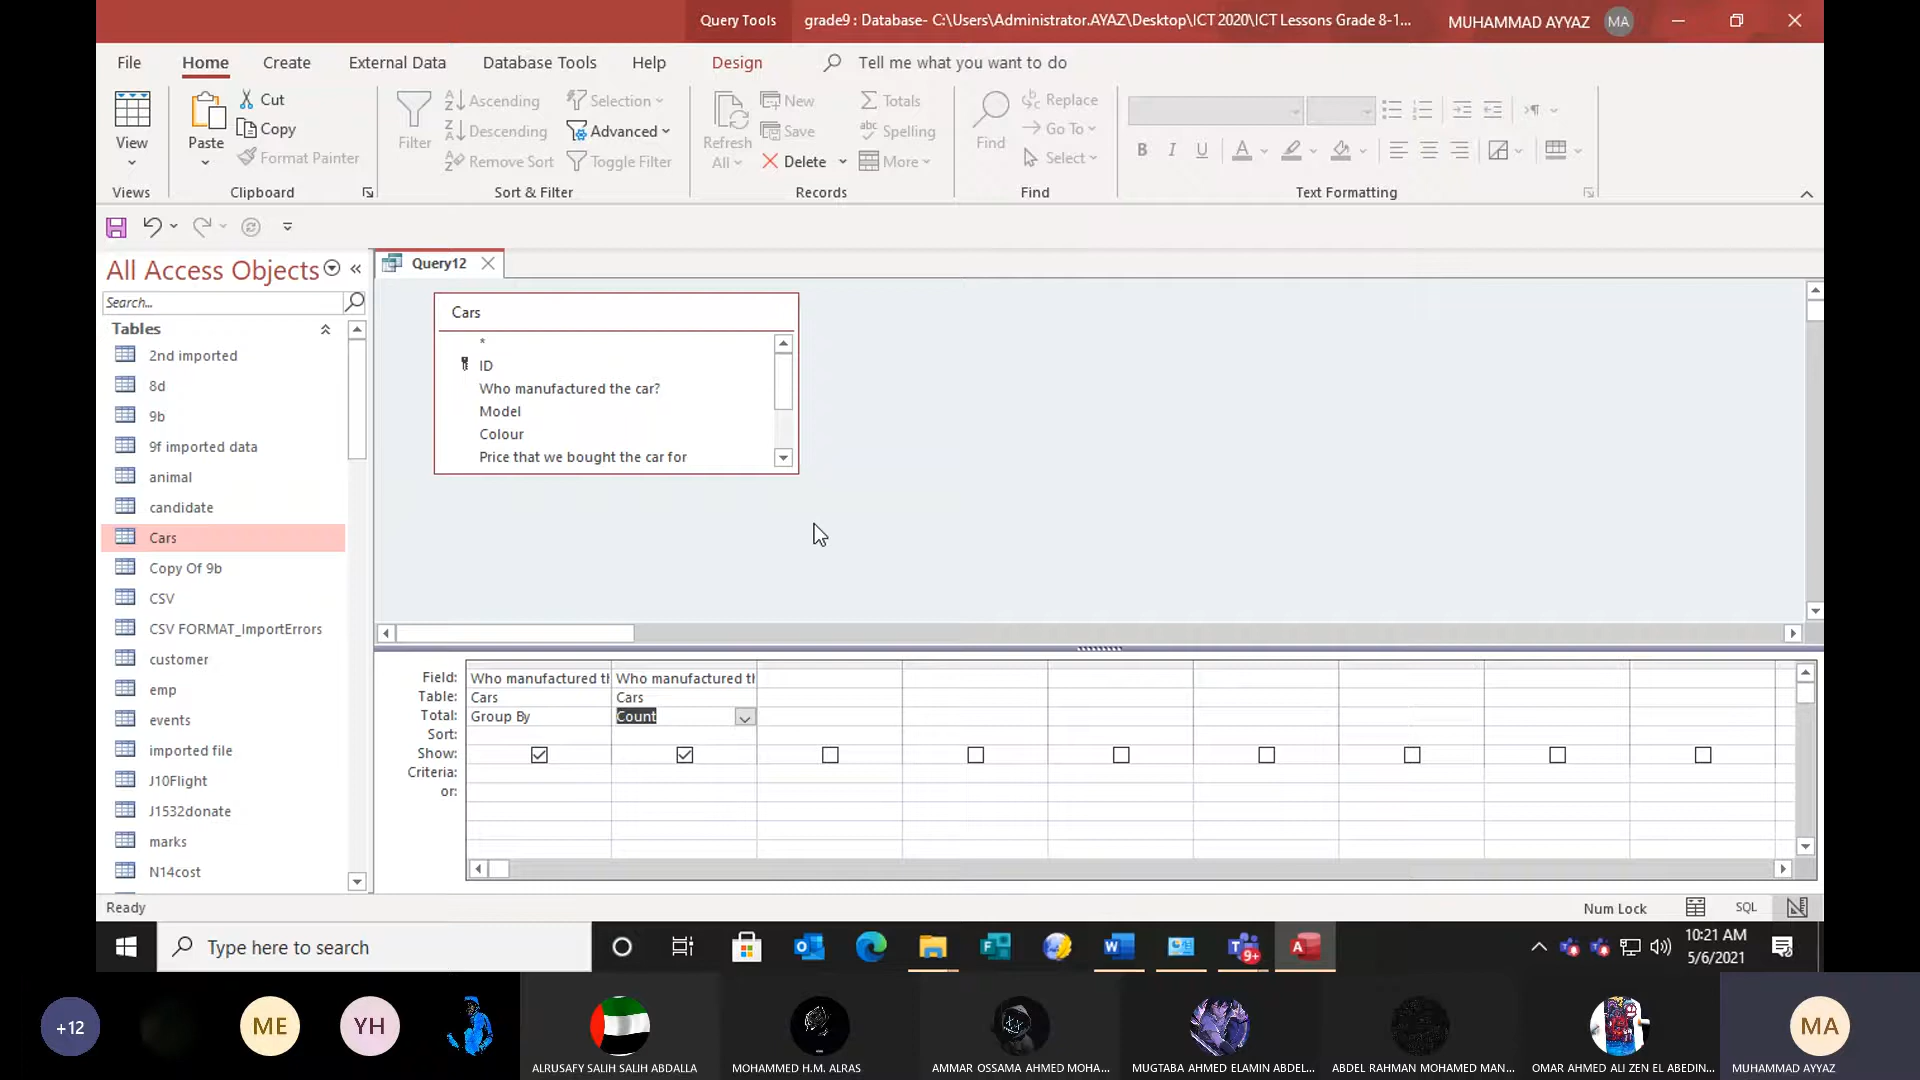 Query Tools
grade9 : Database- C:\Users\Administrator.AYAZ\Desktop\ICT 2020\ICT Lessons Grade 8-1...
MUHAMMAD AYYAZ
MA
File
Home
Create
External Data
Database Tools
Help
Design
Tell me what you want to do
View
Views
Paste
Cut
Copy
Format Painter
Clipboard
Filter
Ascending
Descending
Remove Sort
Selection
Advanced
Toggle Filter
Sort & Filter
Refresh
All
New
Save
Delete
Totals
Spelling
More
Records
Find
Replace
Go To
Select
Find
B I U A
Text Formatting
All Access Objects
Search...
Tables
2nd imported
8d
9b
9f imported data
animal
candidate
Cars
Copy Of 9b
CSV
CSV FORMAT_ImportErrors
customer
emp
events
imported file
J10Flight
J1532donate
marks
N14cost
Query12
Cars
*
ID
Who manufactured the car?
Model
Colour
Price that we bought the car for
Field: Who manufactured th Who manufactured th
Table: Cars Cars
Total: Group By Count
Sort:
Show:
Criteria:
or:
Ready
Num Lock
SQL
Type here to search
9+
10:21 AM
5/6/2021
+12
ME
YH
MA
ALRUSAFY SALIH SALIH ABDALLA
MOHAMMED H.M. ALRAS
AMMAR OSSAMA AHMED MOHA...
MUGTABA AHMED ELAMIN ABDEL...
ABDEL RAHMAN MOHAMED MAN...
OMAR AHMED ALI ZEN EL ABEDIN...
MUHAMMAD AYYAZ